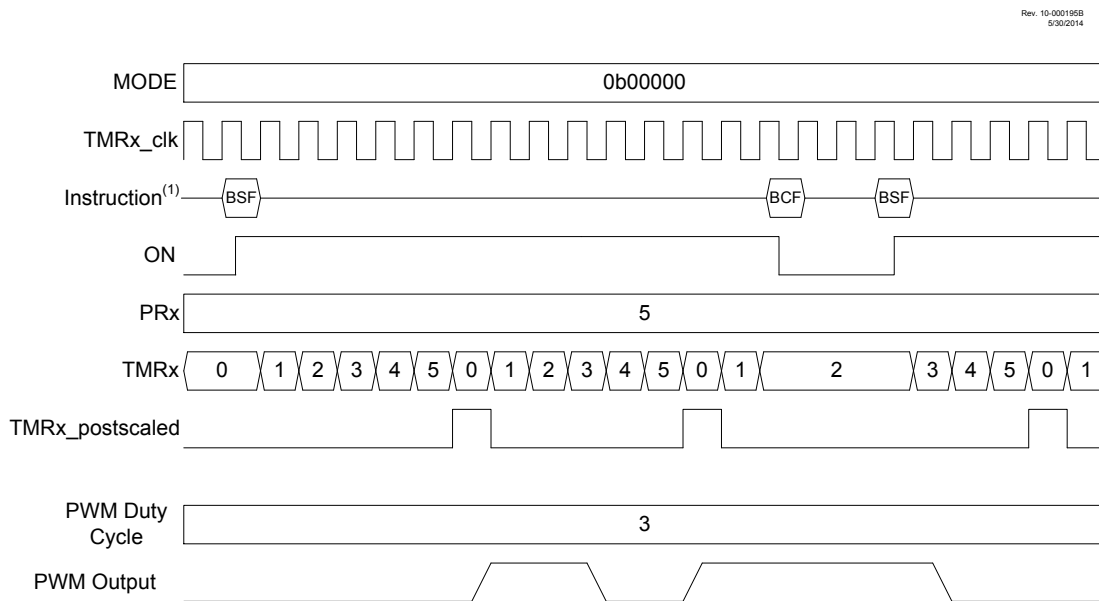 Rev. 10-000195B
5/30/2014
MODE 0b00000
TMRx_clk
Instruction(1) BSF BCF BSF
ON
PRx 5
TMRx 0 1 2 3 4 5 0 1 2 3 4 5 0 1 2 3 4 5 0 1
TMRx_postscaled
PWM Duty
Cycle 3
PWM Output